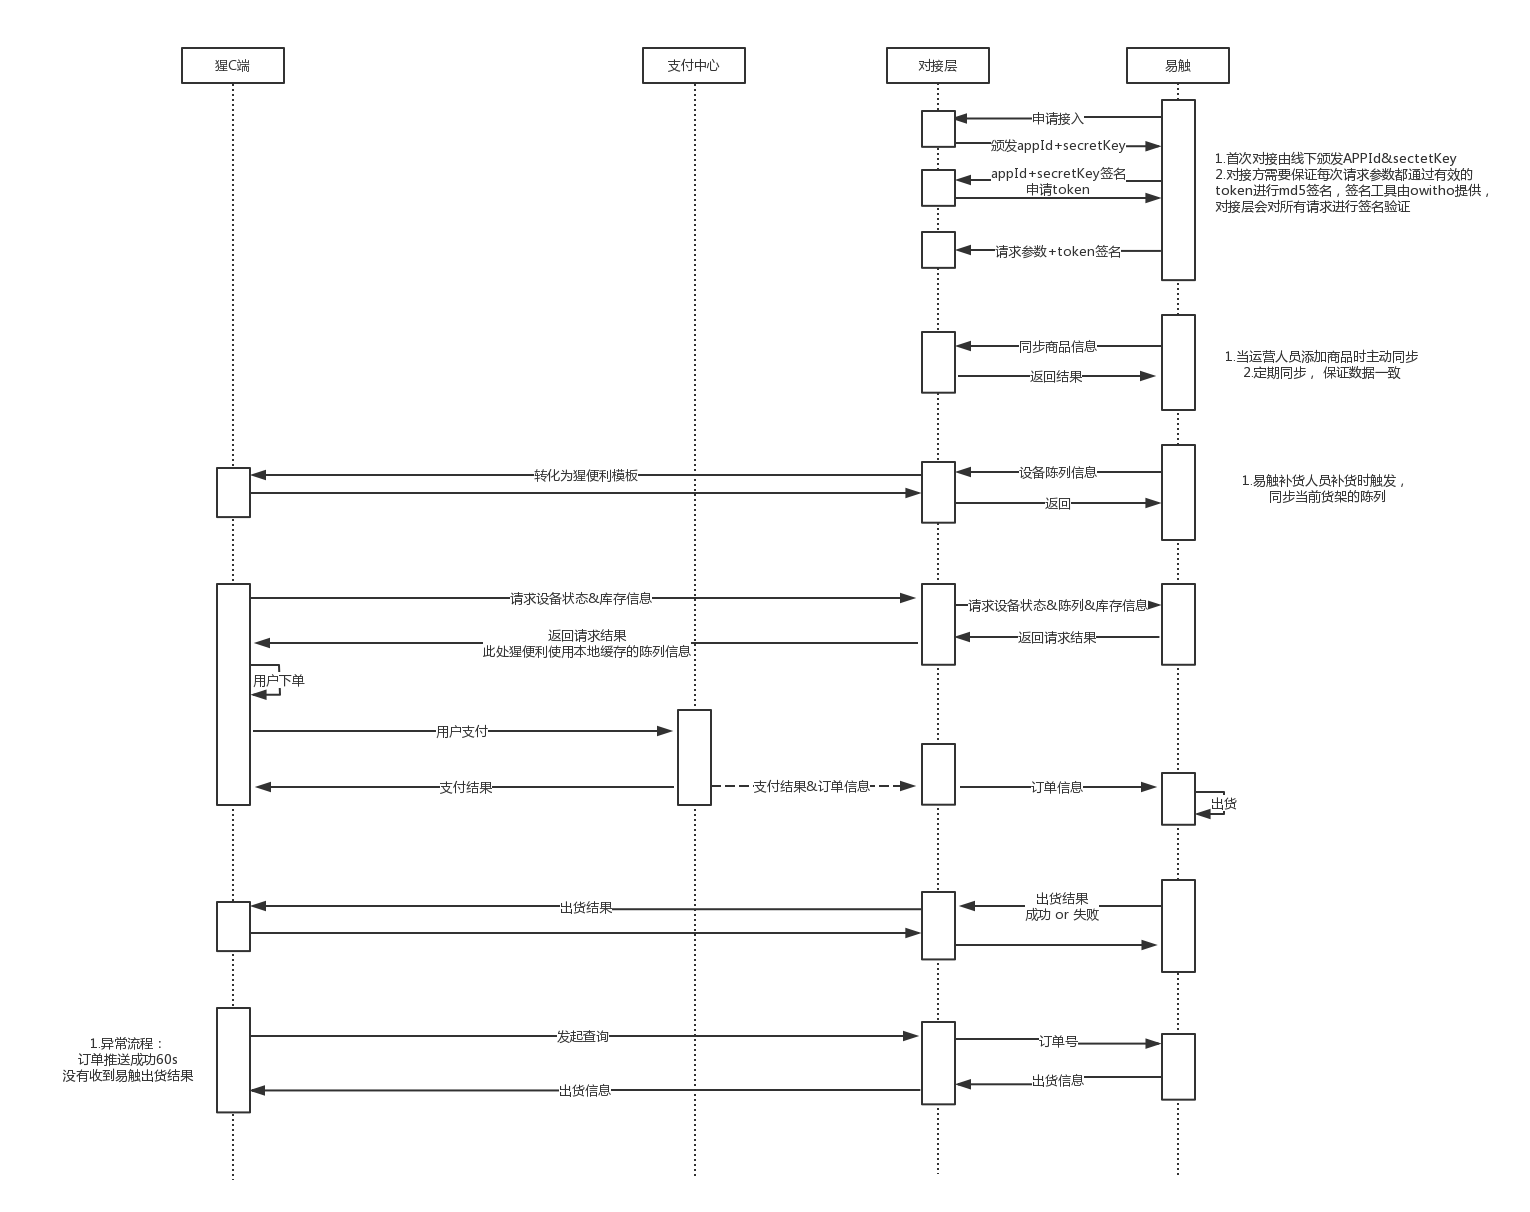 猩C端
支付中心
对接层
易触
申请接入
颁发appId+secretKey
appId+secretKey签名
申请token
请求参数+token签名
1.首次对接由线下颁发APPId&sectetKey
2.对接方需要保证每次请求参数都通过有效的
token进行md5签名，签名工具由owitho提供，
对接层会对所有请求进行签名验证
同步商品信息
返回结果
1.当运营人员添加商品时主动同步
2.定期同步， 保证数据一致
转化为猩便利模板
设备陈列信息
返回
1.易触补货人员补货时触发，
同步当前货架的陈列
请求设备状态&库存信息
请求设备状态&陈列&库存信息
返回请求结果
此处猩便利使用本地缓存的陈列信息
返回请求结果
用户下单
用户支付
支付结果
支付结果&订单信息
订单信息
出货
出货结果
出货结果
成功 or 失败
1.异常流程：
订单推送成功60s
没有收到易触出货结果
发起查询
订单号
出货信息
出货信息